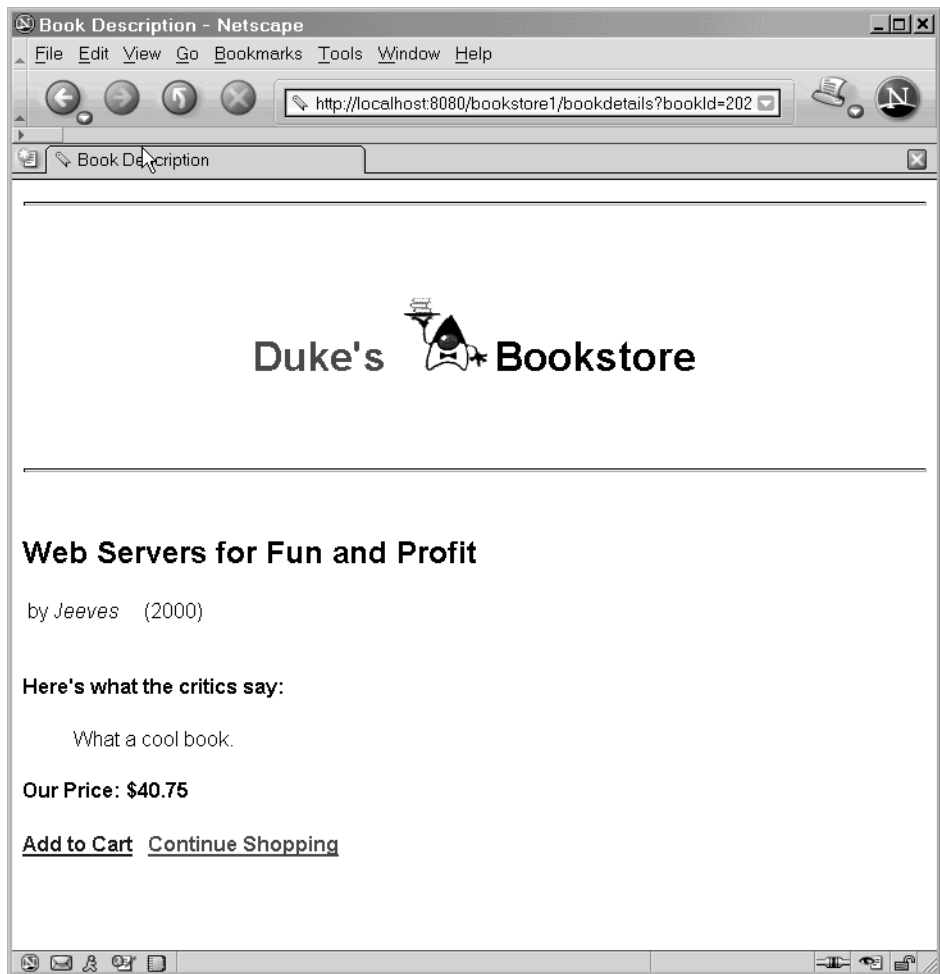 Book Description - Netscape
File Edit View Go Bookmarks Tools Window Help
http://localhost:8080/bookstore1/bookdetails?bookId=202
N
Book Description
Duke's Bookstore
Web Servers for Fun and Profit
by Jeeves (2000)
Here's what the critics say:
What a cool book.
Our Price: $40.75
Add to Cart Continue Shopping